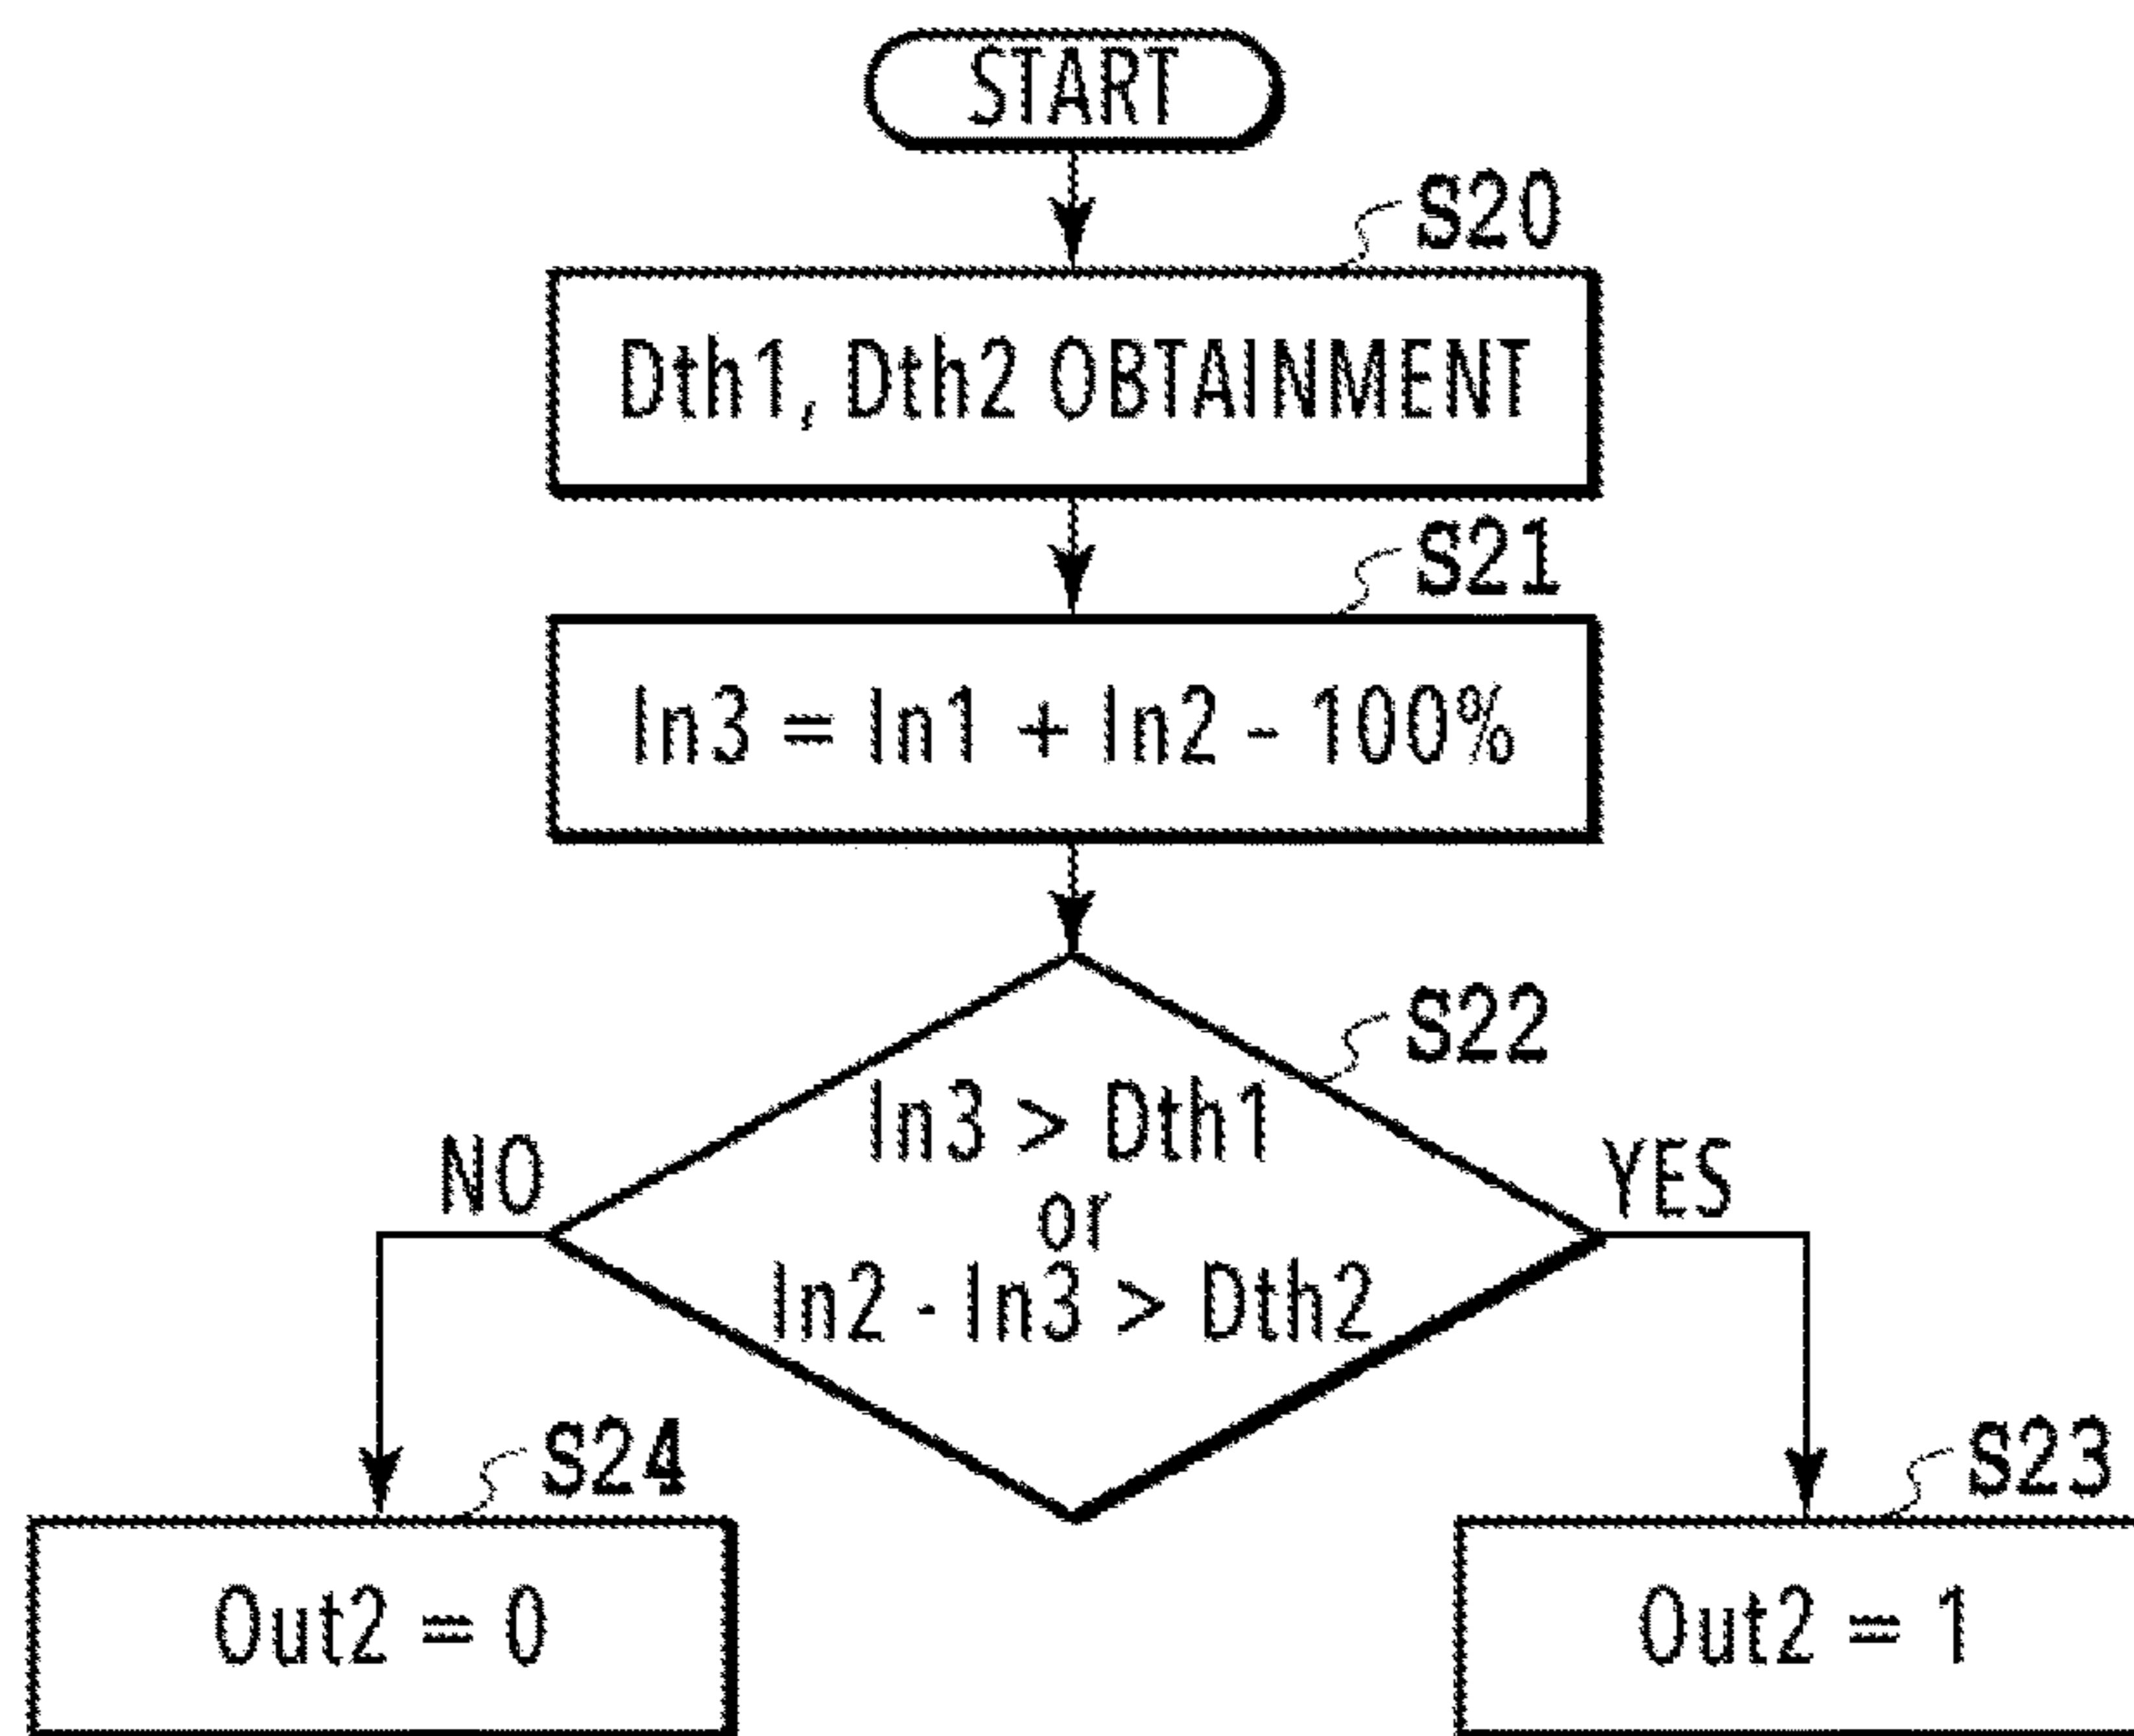 START
S20
Dth1, Dth2 OBTAINMENT
S21
In3 = In1 + In2 - 100%
S22
In3 > Dth1
or
In2 - In3 > Dth2
NO
YES
S24
S23
Out2 = 0
Out2 = 1